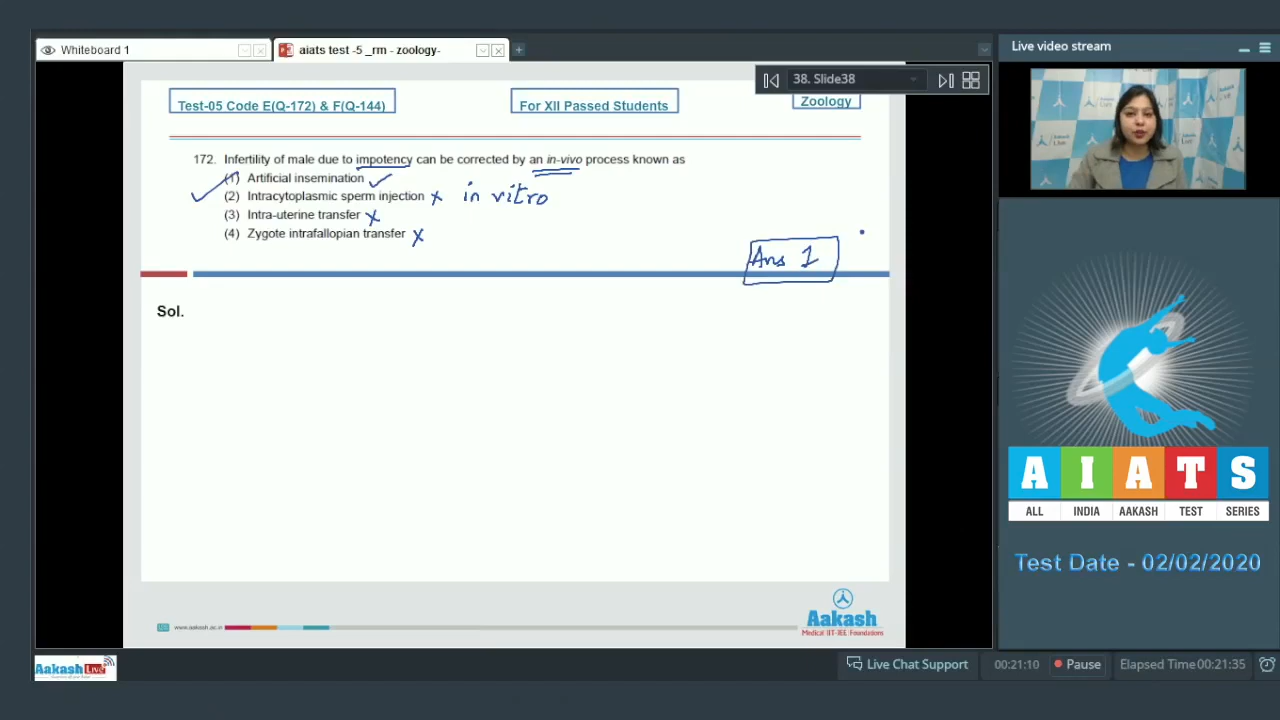 Whiteboard 1
aiats test -5 _rm - zoology-
Live video stream
38. Slide38
Test-05 Code E(Q-172) & F(Q-144)
For XII Passed Students
Zoology
172. Infertility of male due to impotency can be corrected by an in-vivo process known as
(1) Artificial insemination
(2) Intracytoplasmic sperm injection x in vitro
(3) Intra-uterine transfer x
(4) Zygote intrafallopian transfer x
Ans 1
Sol.
A I A T S
ALL INDIA AAKASH TEST SERIES
Test Date - 02/02/2020
www.aakash.ac.in
Aakash
Medical|IIT-JEE|Foundations
Aakash Live
Live Chat Support
00:21:10
Pause
Elapsed Time 00:21:35